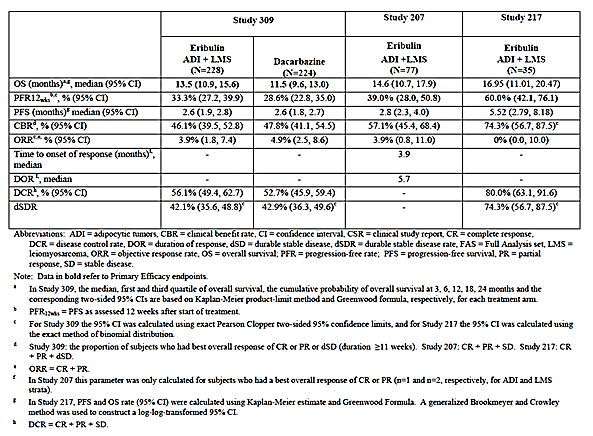 Study 309 Study 207 Study 217
Eribulin ADI + LMS (N=228) Dacarbazine (N=224) Eribulin ADI +LMS (N=77) Eribulin ADI + LMS (N=35)
OS (months)a,g, median (95% CI) 13.5 (10.9, 15.6) 11.5 (9.6, 13.0) 14.6 (10.7, 17.9) 16.95 (11.01, 20.47)
PFR12wks b,c, % (95% CI) 33.3% (27.2, 39.9) 28.6% (22.8, 35.0) 39.0% (28.0, 50.8) 60.0% (42.1, 76.1)
PFS (months)g median (95% CI) 2.6 (1.9, 2.8) 2.6 (1.8, 2.7) 2.8 (2.3, 4.0) 5.52 (2.79, 8.18)
CBRd, % (95% CI) 46.1% (39.5, 52.8) 47.8% (41.1, 54.5) 57.1% (45.4, 68.4) 74.3% (56.7, 87.5)c
ORRc,e, % (95% CI) 3.9% (1.8, 7.4) 4.9% (2.5, 8.6) 3.9% (0.8, 11.0) 0% (0.0, 10.0)
Time to onset of response (months)f, median - - 3.9 -
DOR f, median - - 5.7 -
DCRh, % (95% CI) 56.1% (49.4, 62.7) 52.7% (45.9, 59.4) - 80.0% (63.1, 91.6)
dSDR 42.1% (35.6, 48.8)c 42.9% (36.3, 49.6)c - 74.3% (56.7, 87.5)c
Abbreviations: ADI = adipocytic tumors, CBR = clinical benefit rate, CI = confidence interval, CSR = clinical study report, CR = complete response,
DCR = disease control rate, DOR = duration of response, dSD = durable stable disease, dSDR = durable stable disease rate, FAS = Full Analysis set, LMS =
leiomyosarcoma, ORR = objective response rate, OS = overall survival; PFR = progression-free rate; PFS = progression-free survival, PR = partial
response, SD = stable disease.
Note: Data in bold refer to Primary Efficacy endpoints.
a In Study 309, the median, first and third quartile of overall survival, the cumulative probability of overall survival at 3, 6, 12, 18, 24 months and the
corresponding two-sided 95% CIs are based on Kaplan-Meier product-limit method and Greenwood formula, respectively, for each treatment arm.
b PFR12wks = PFS as assessed 12 weeks after start of treatment.
c For Study 309 the 95% CI was calculated using exact Pearson Clopper two-sided 95% confidence limits, and for Study 217 the 95% CI was calculated using
the exact method of binomial distribution.
d Study 309: the proportion of subjects who had best overall response of CR or PR or dSD (duration ≥11 weeks). Study 207: CR + PR + SD. Study 217: CR
+ PR + dSD.
e ORR = CR + PR.
f In Study 207 this parameter was only calculated for subjects who had a best overall response of CR or PR (n=1 and n=2, respectively, for ADI and LMS
strata).
g In Study 217, PFS and OS rate (95% CI) were calculated using Kaplan-Meier estimate and Greenwood Formula. A generalized Brookmeyer and Crowley
method was used to construct a log-log-transformed 95% CI.
h DCR = CR + PR + SD.